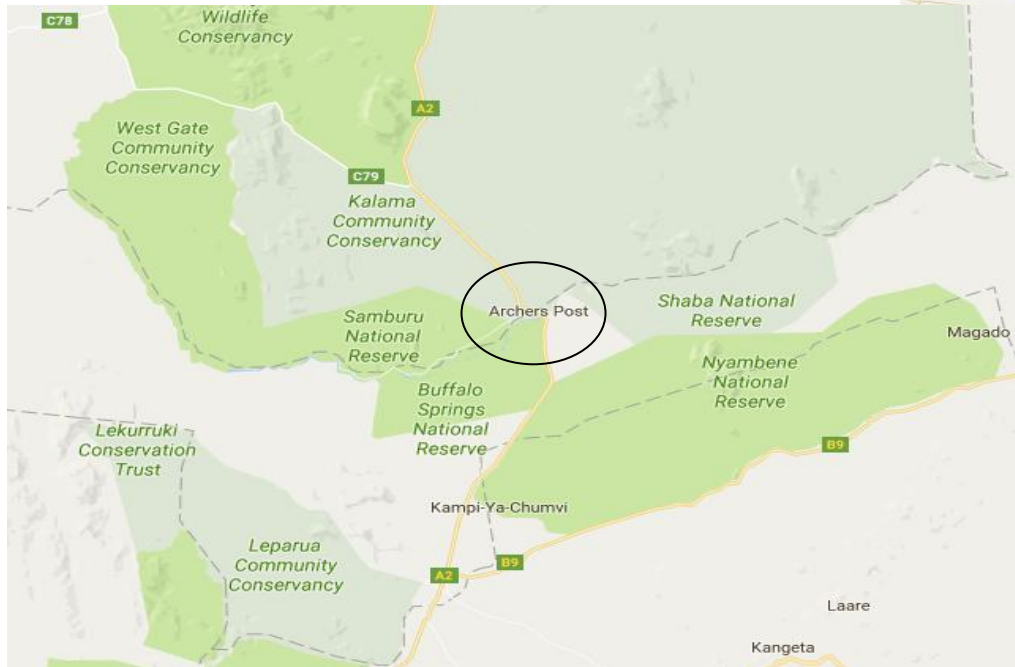 C78
Wildlife
Conservancy
A2
West Gate
Community
Conservancy
C79
Kalama
Community
Conservancy
Archers Post
Shaba National
Reserve
Samburu
National
Reserve
Magado
Nyambene
National
Reserve
Buffalo
Springs
National
Reserve
Lekurruki
Conservation
Trust
B9
Kampi-Ya-Chumvi
Leparua
Community
Conservancy
A2
B9
Laare
Kangeta